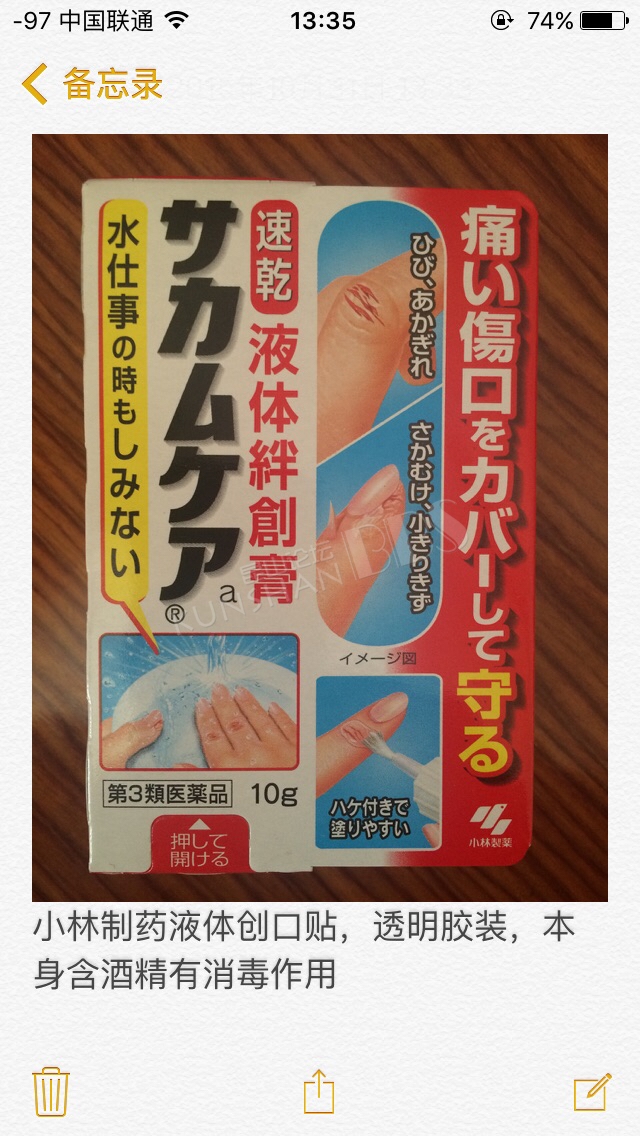 -97 中国联通 13:35 74%
备忘录
痛い傷口をカバーして守る
ひび、あかぎれ
さかむけ、小きりきず
イメージ図
ハケ付きで
塗りやすい
小林製薬
速乾
液体絆創膏
サカムケア®a
水仕事の時もしみない
第3類医薬品 10g
押して
開ける
BBS
小林制药液体创口贴，透明胶装，本
身含酒精有消毒作用